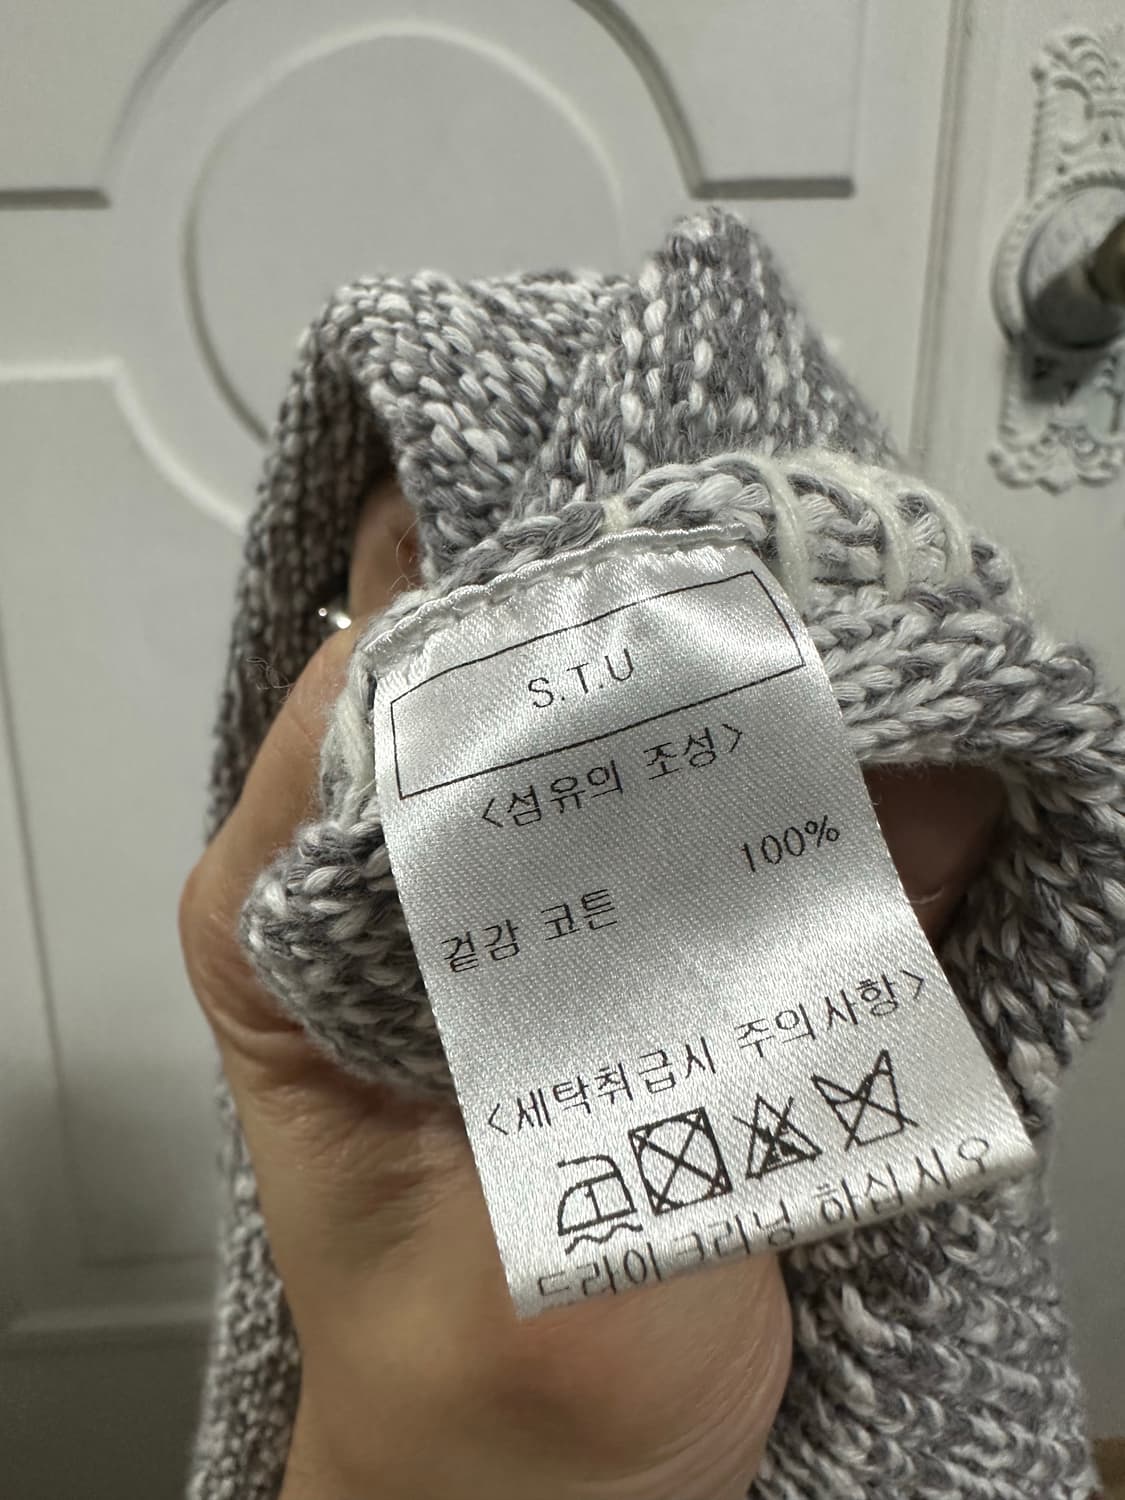 S.T.U
<섬유의 조성>
100%
겉감 코튼
<세탁취급시 주의사항>
드라이크리닝 하십시오